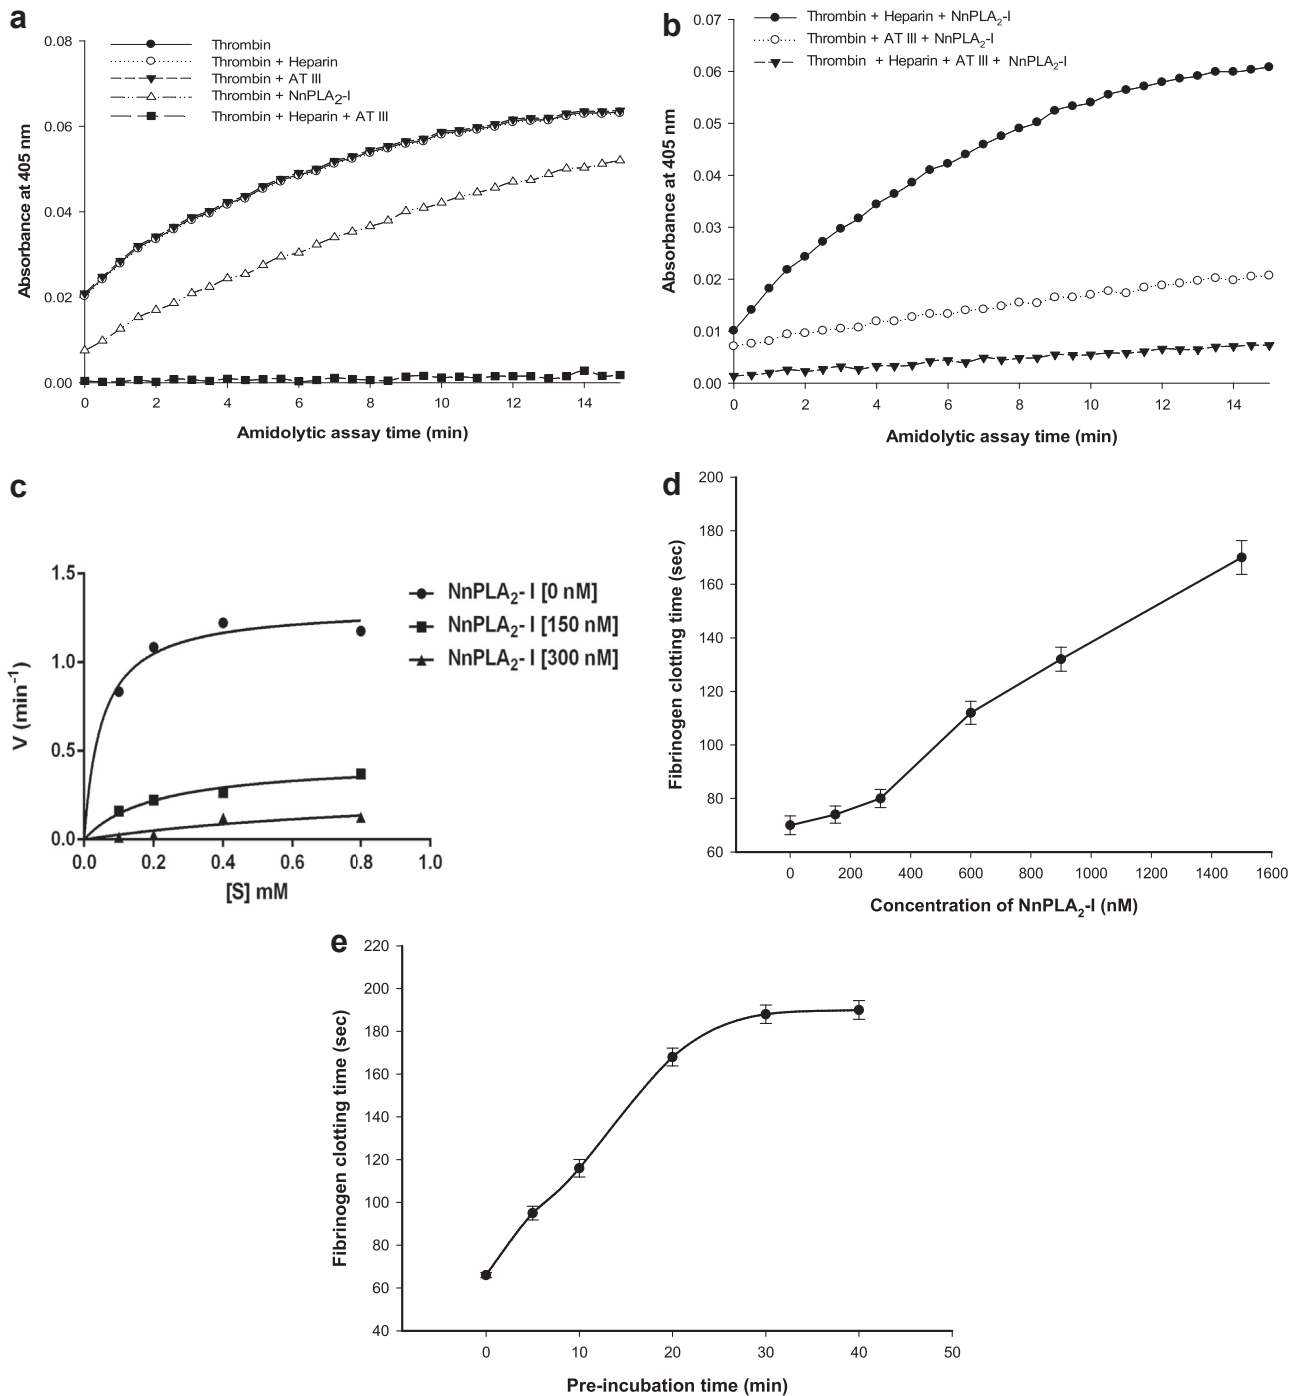 a
Thrombin
Thrombin + Heparin
Thrombin + AT III
Thrombin + NnPLA2-I
Thrombin + Heparin + AT III
0.08
0.06
0.04
0.02
0.00
Absorbance at 405 nm
0 2 4 6 8 10 12 14
Amidolytic assay time (min)
b
Thrombin + Heparin + NnPLA2-I
Thrombin + AT III + NnPLA2-I
Thrombin + Heparin + AT III + NnPLA2-I
0.07
0.06
0.05
0.04
0.03
0.02
0.01
0.00
Absorbance at 405 nm
0 2 4 6 8 10 12 14
Amidolytic assay time (min)
c
NnPLA2- I [0 nM]
NnPLA2- I [150 nM]
NnPLA2- I [300 nM]
1.5
1.0
0.5
0.0
V (min-1)
0.0 0.2 0.4 0.6 0.8 1.0
[S] mM
d
200
180
160
140
120
100
80
60
Fibrinogen clotting time (sec)
0 200 400 600 800 1000 1200 1400 1600
Concentration of NnPLA2-I (nM)
e
220
200
180
160
140
120
100
80
60
40
Fibrinogen clotting time (sec)
0 10 20 30 40 50
Pre-incubation time (min)